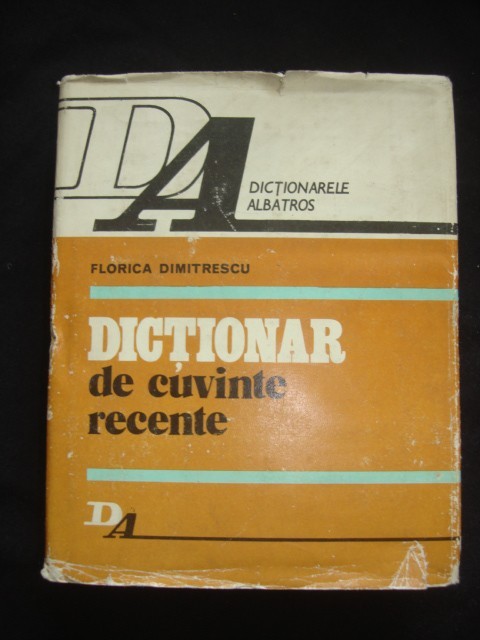 DA
DICȚIONARELE
ALBATROS
FLORICA DIMITRESCU
DICȚIONAR
de cuvinte
recente
DA